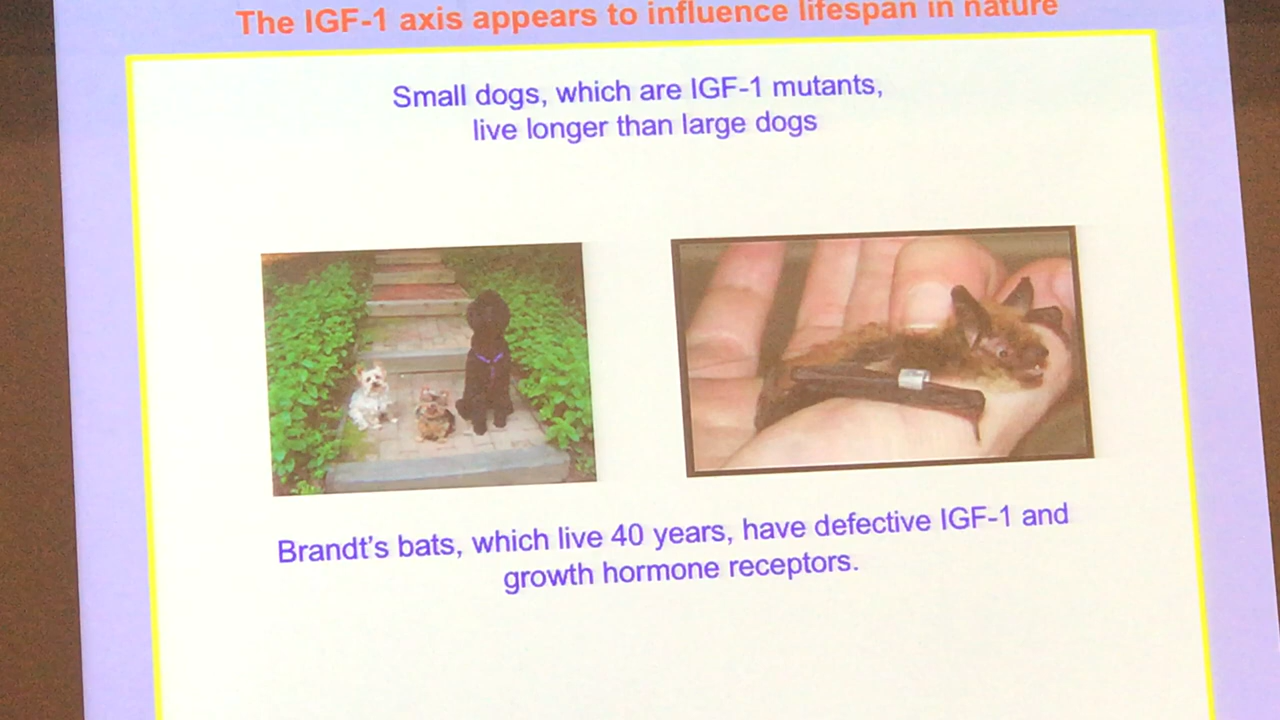 The IGF-1 axis appears to influence lifespan in nature
Small dogs, which are IGF-1 mutants,
live longer than large dogs
Brandt's bats, which live 40 years, have defective IGF-1 and
growth hormone receptors.